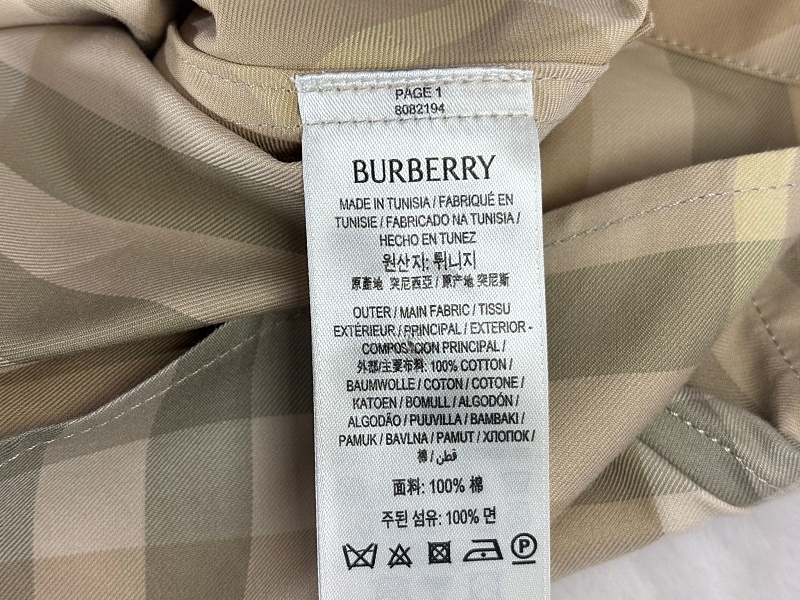 PAGE 1
8082194
BURBERRY
MADE IN TUNISIA / FABRIQUÉ EN
TUNISIE / FABRICADO NA TUNISIA /
HECHO EN TUNEZ
원산지: 튀니지
原產地 突尼西亞 / 原产地 突尼斯
OUTER / MAIN FABRIC / TISSU
EXTÉRIEUR / PRINCIPAL / EXTERIOR -
COMPOSICION PRINCIPAL /
外部/主要布料: 100% COTTON /
BAUMWOLLE / COTON / COTONE /
KATOEN / BOMULL / ALGODÓN /
ALGODÃO / PUUVILLA / BAMBAKI /
PAMUK / BAVLNA / PAMUT / ХЛОПОК /
棉 / قطن
面料: 100% 棉
주된 섬유: 100% 면
P